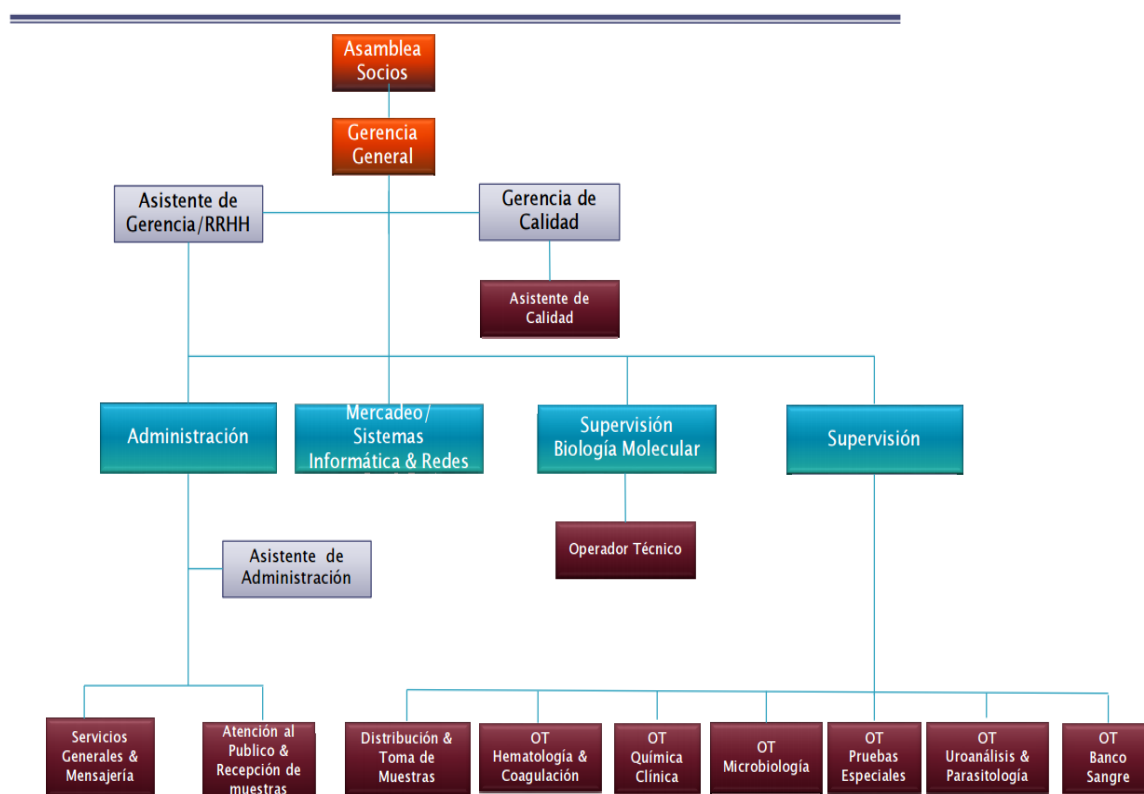 Asamblea
Socios
Gerencia
General
Asistente de
Gerencia/RRHH
Gerencia de
Calidad
Asistente de
Calidad
Administración
Mercadeo/
Sistemas
Informática & Redes
Supervisión
Biología Molecular
Supervisión
Operador Técnico
Asistente de
Administración
Servicios
Generales &
Mensajería
Atención al
Publico &
Recepción de
muestras
Distribución &
Toma de
Muestras
OT
Hematología &
Coagulación
OT
Química
Clínica
OT
Microbiología
OT
Pruebas
Especiales
OT
Uroanálisis &
Parasitología
OT
Banco
Sangre